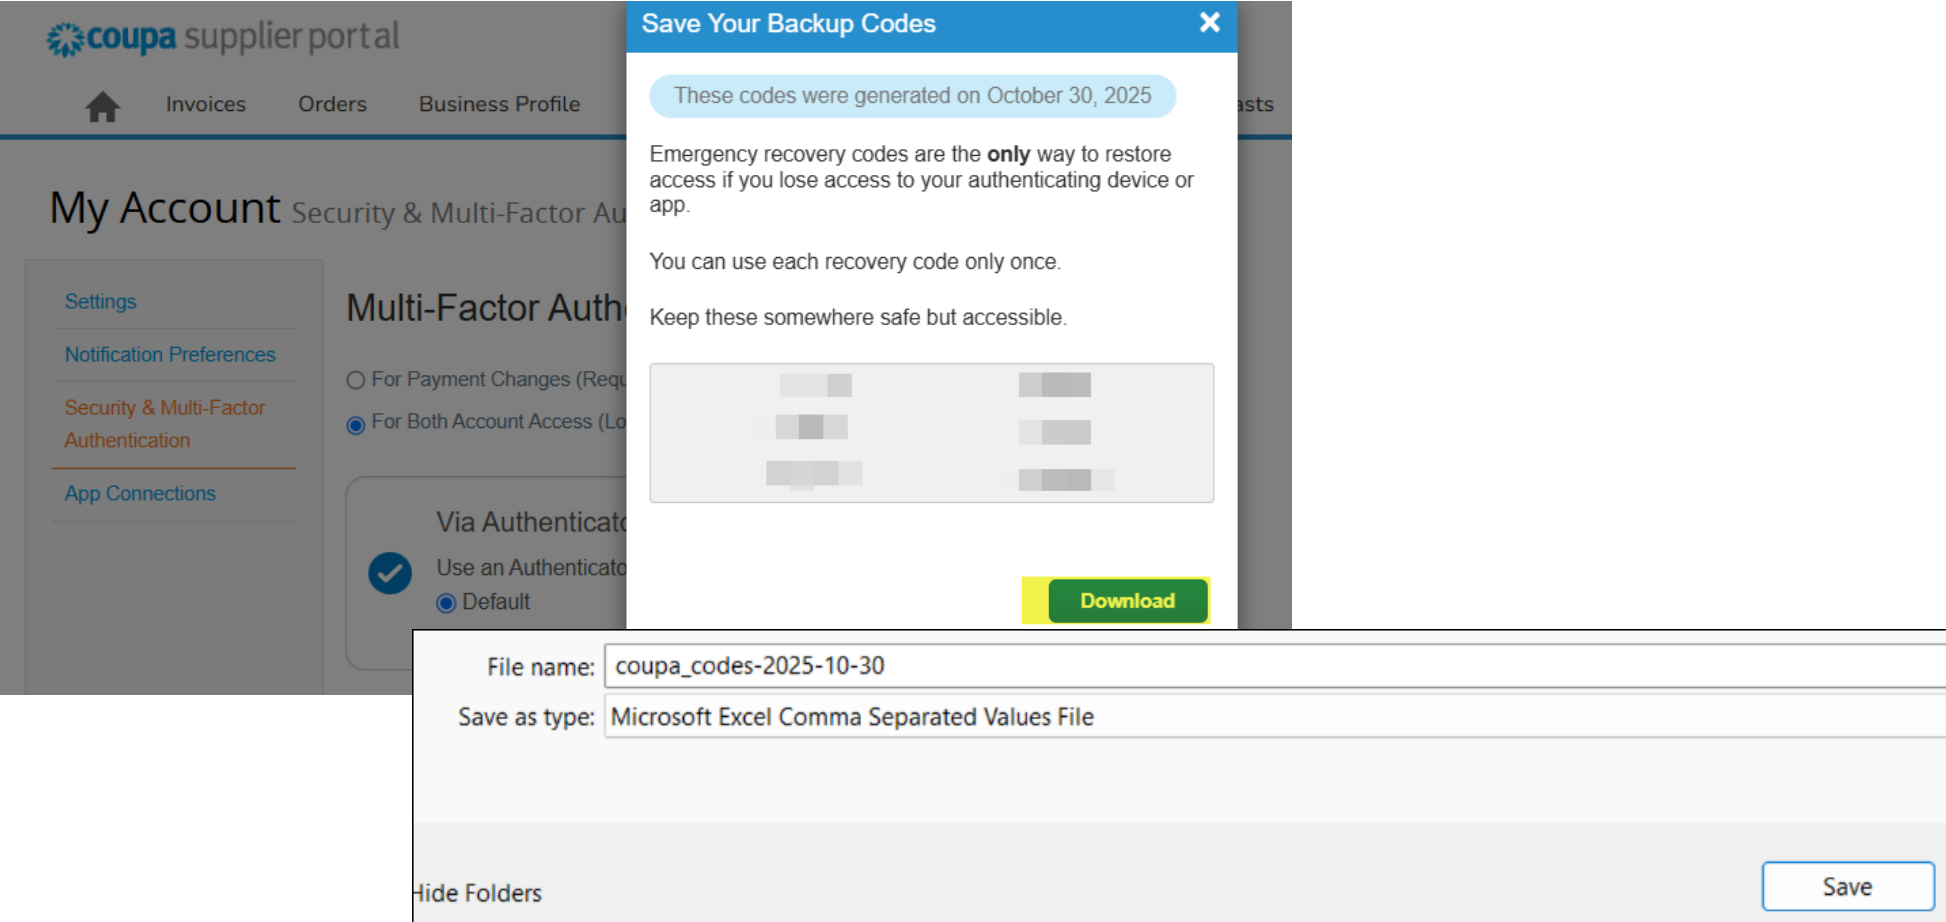 coupa supplier portal
Invoices Orders Business Profile
My Account Security & Multi-Factor Au
Settings
Notification Preferences
Security & Multi-Factor
Authentication
App Connections
Multi-Factor Auth
For Payment Changes (Requ
For Both Account Access (Lo
Via Authenticato
Use an Authenticato
Default
Save Your Backup Codes
These codes were generated on October 30, 2025
Emergency recovery codes are the only way to restore
access if you lose access to your authenticating device or
app.
You can use each recovery code only once.
Keep these somewhere safe but accessible.
Download
asts
File name: coupa_codes-2025-10-30
Save as type: Microsoft Excel Comma Separated Values File
Hide Folders
Save